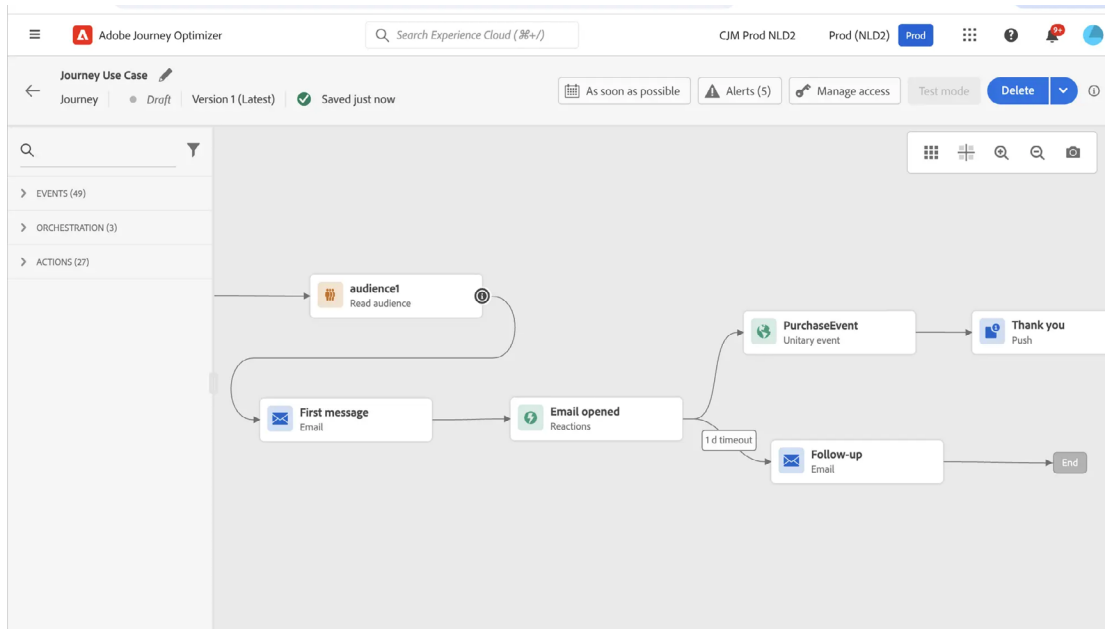 Adobe Journey Optimizer
Search Experience Cloud (⌘+/)
CJM Prod NLD2
Prod (NLD2)
Prod
9+
Journey Use Case
Journey
Draft
Version 1 (Latest)
Saved just now
As soon as possible
Alerts (5)
Manage access
Test mode
Delete
EVENTS (49)
ORCHESTRATION (3)
ACTIONS (27)
audience1
Read audience
PurchaseEvent
Unitary event
Thank you
Push
First message
Email
Email opened
Reactions
1 d timeout
Follow-up
Email
End